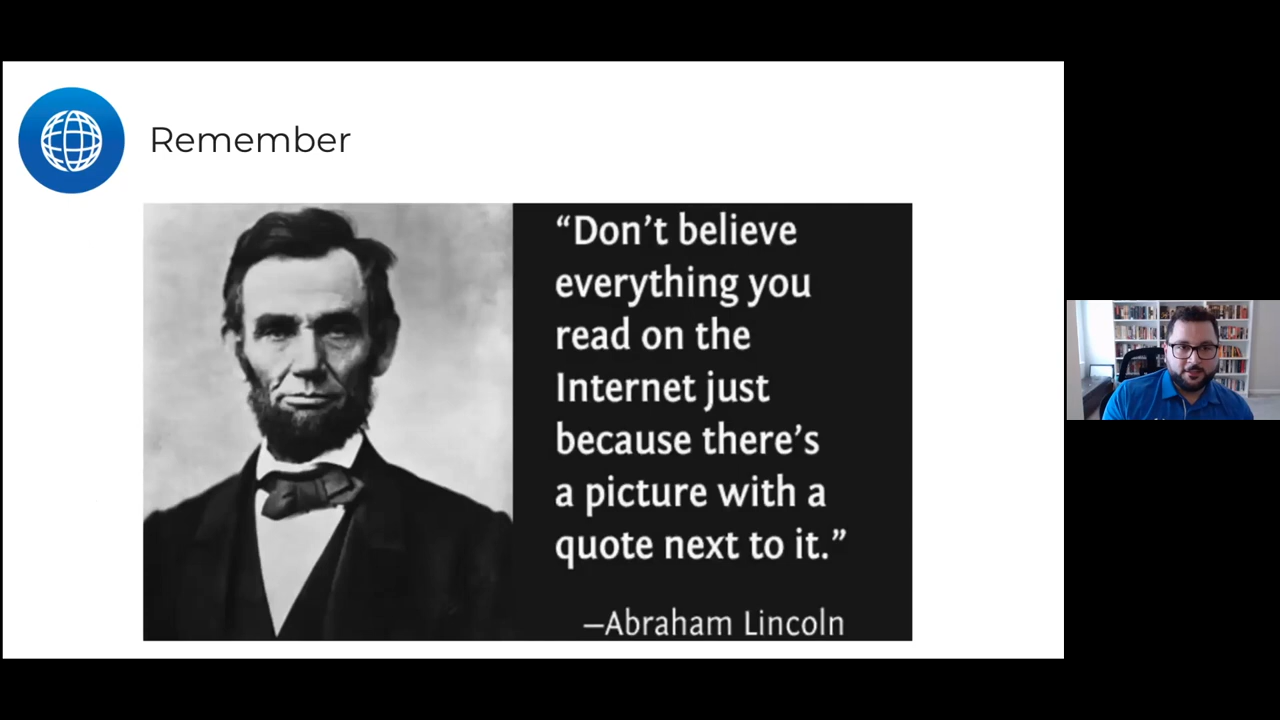 Remember
“Don’t believe
everything you
read on the
Internet just
because there’s
a picture with a
quote next to it.”
—Abraham Lincoln